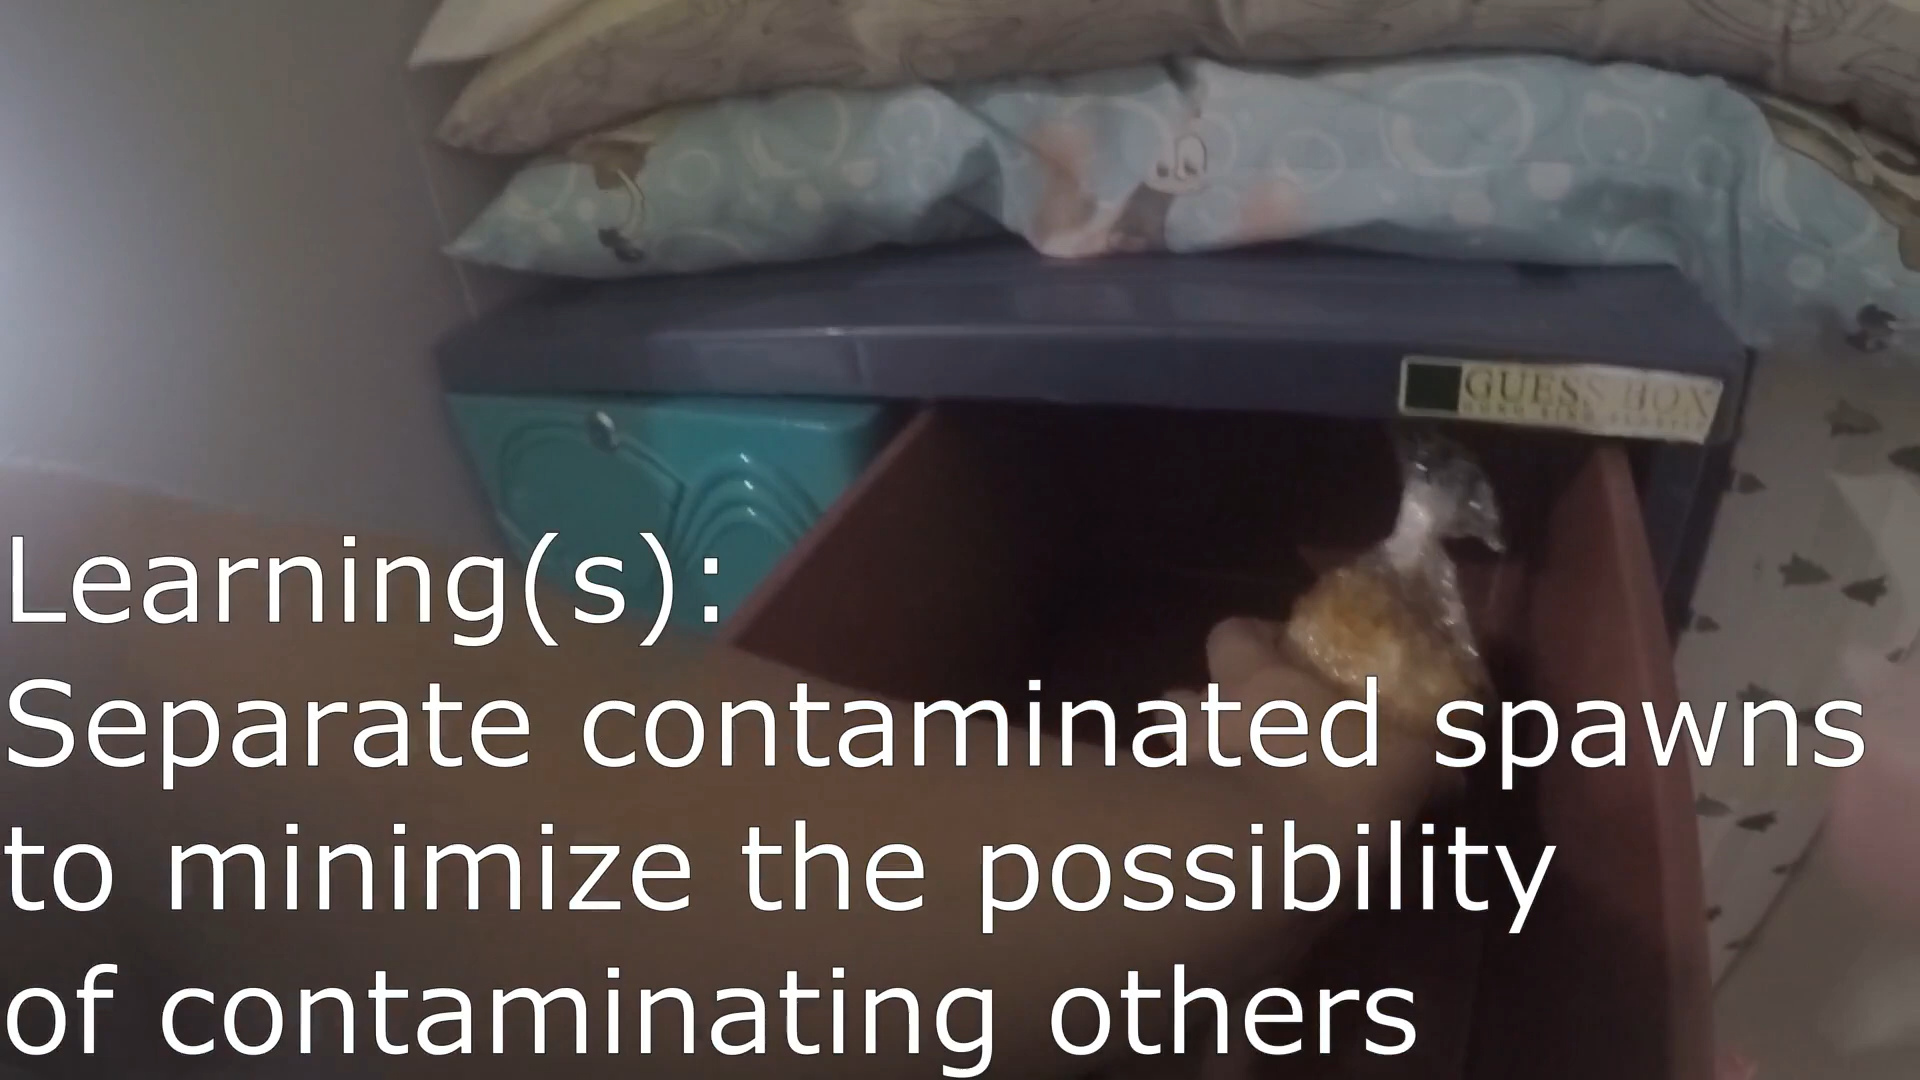 GUESS BOX
Learning(s):
Separate contaminated spawns
to minimize the possibility
of contaminating others